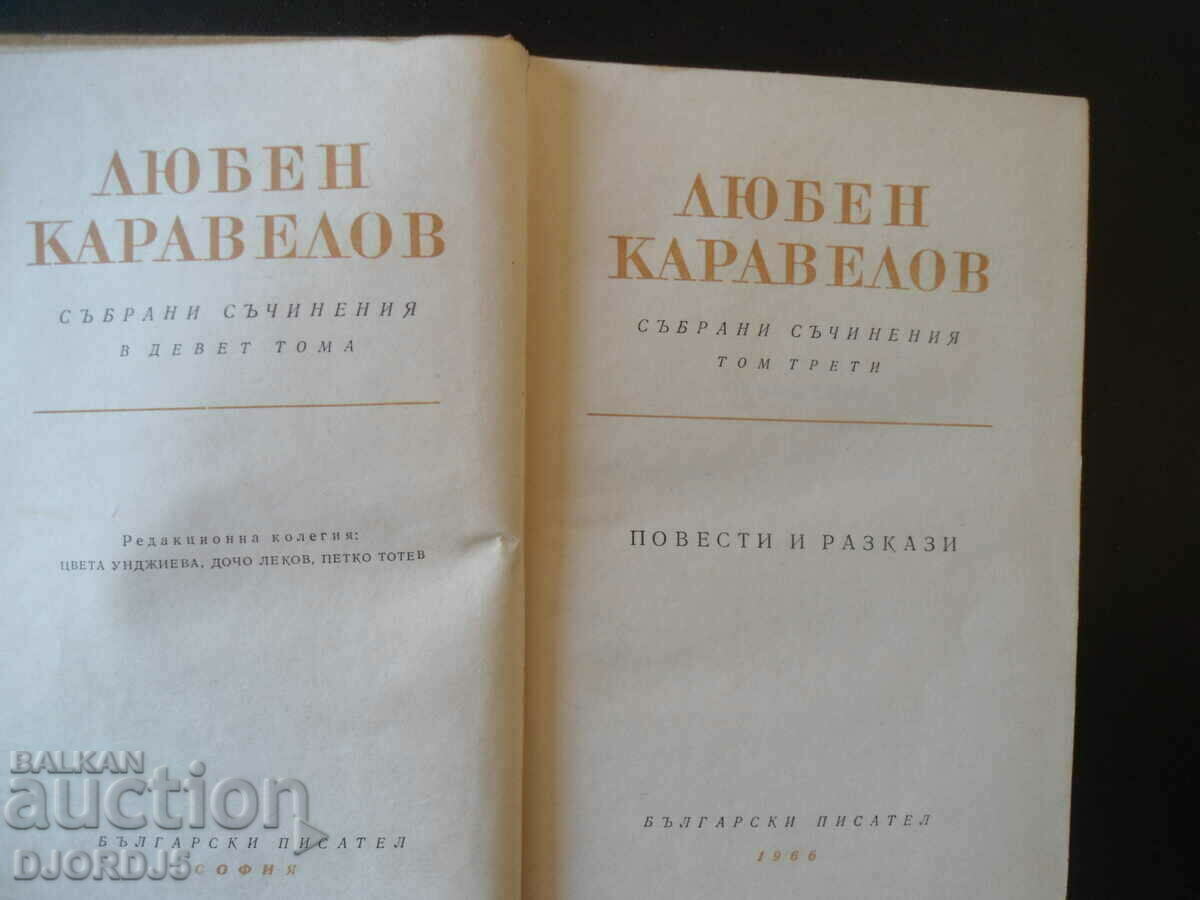 ЛЮБЕН
КАРАВЕЛОВ
СЪБРАНИ СЪЧИНЕНИЯ
В ДЕВЕТ ТОМА
Редакционна колегия:
ЦВЕТА УНДЖИЕВА, ДОЧО ЛЕКОВ, ПЕТКО ТОТЕВ
БЪЛГАРСКИ ПИСАТЕЛ
СОФИЯ
ЛЮБЕН
КАРАВЕЛОВ
СЪБРАНИ СЪЧИНЕНИЯ
ТОМ ТРЕТИ
ПОВЕСТИ И РАЗКАЗИ
БЪЛГАРСКИ ПИСАТЕЛ
1966
BALKAN
auction
DJORDJ5